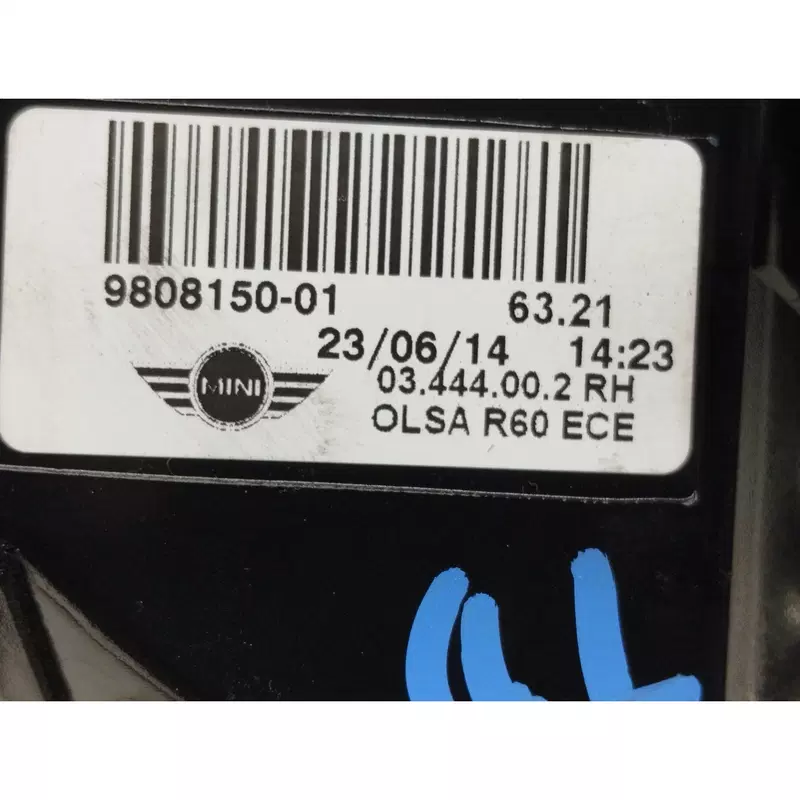 9808150-01 63.21
23/06/14 14:23
MINI
03.444.00.2 RH
OLSA R60 ECE